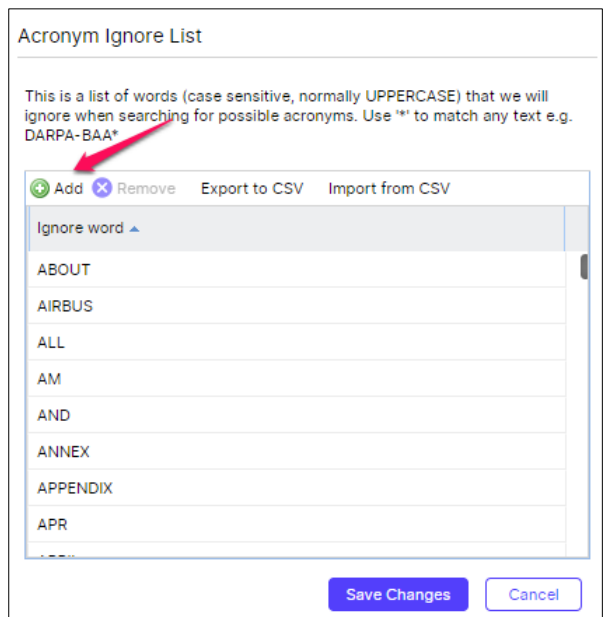 Acronym Ignore List
This is a list of words (case sensitive, normally UPPERCASE) that we will
ignore when searching for possible acronyms. Use '*' to match any text e.g.
DARPA-BAA*
Add Remove Export to CSV Import from CSV
Ignore word
ABOUT
AIRBUS
ALL
AM
AND
ANNEX
APPENDIX
APR
Save Changes Cancel